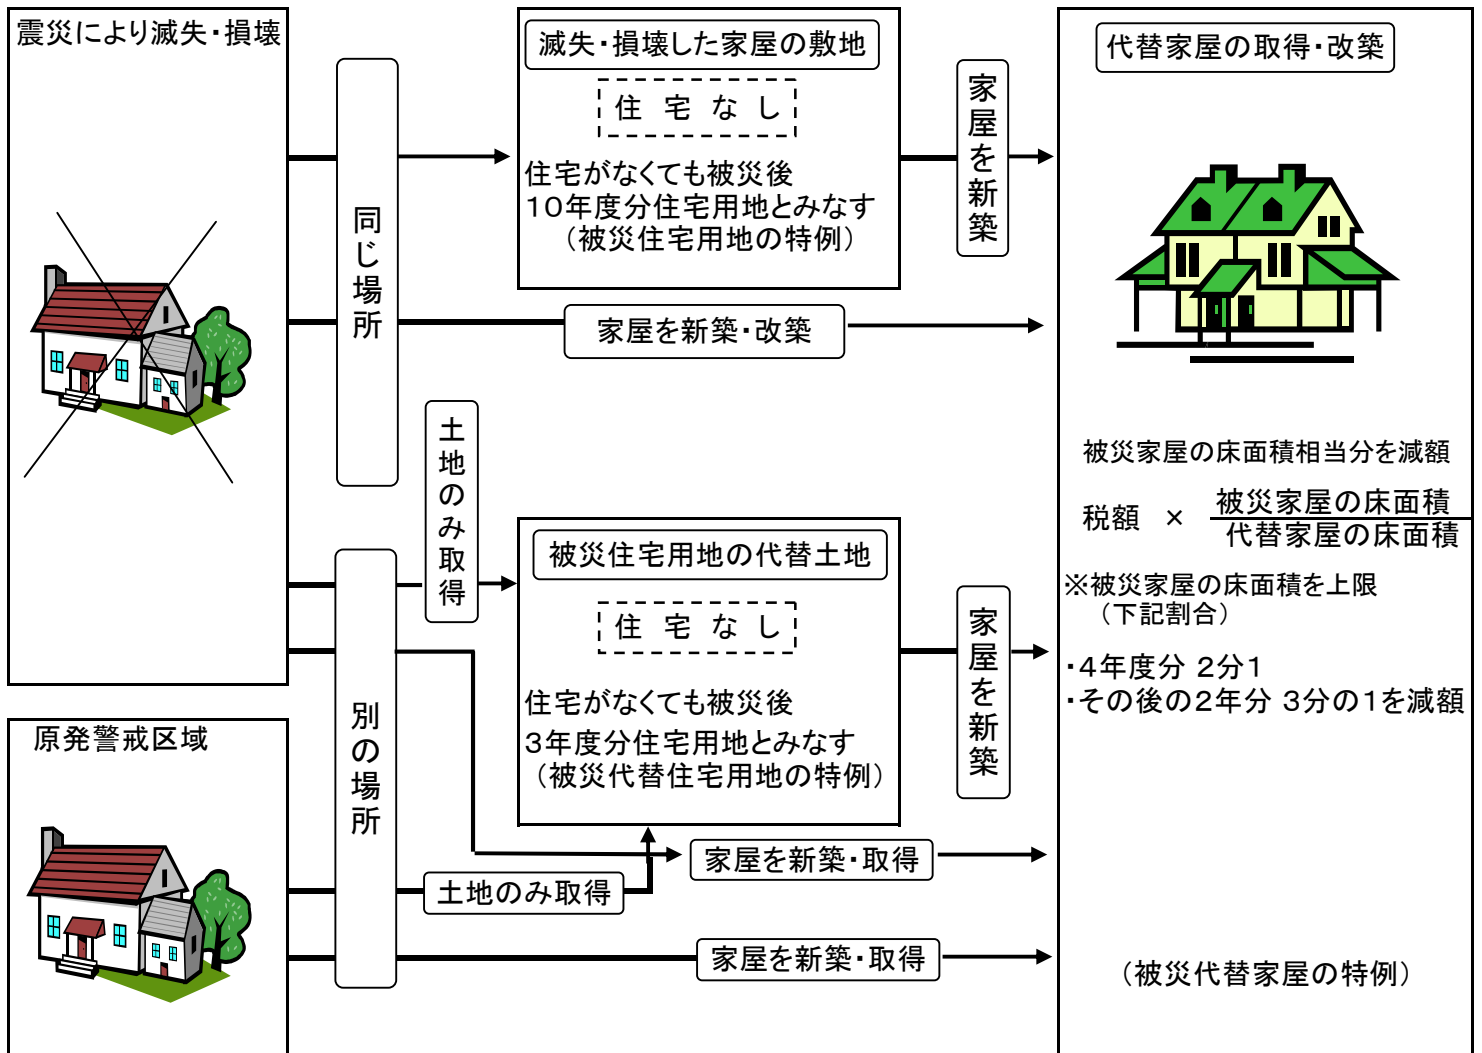 震災により滅失・損壊
同じ場所
滅失・損壊した家屋の敷地
住宅なし
住宅がなくても被災後
10年度分住宅用地とみなす
（被災住宅用地の特例）
家屋を新築
家屋を新築・改築
土地のみ取得
別の場所
被災住宅用地の代替土地
住宅なし
住宅がなくても被災後
3年度分住宅用地とみなす
（被災代替住宅用地の特例）
家屋を新築
家屋を新築・取得
原発警戒区域
土地のみ取得
家屋を新築・取得
代替家屋の取得・改築
被災家屋の床面積相当分を減額
税額 × 被災家屋の床面積
代替家屋の床面積
※被災家屋の床面積を上限
（下記割合）
・4年度分 2分1
・その後の2年分 3分の1を減額
（被災代替家屋の特例）